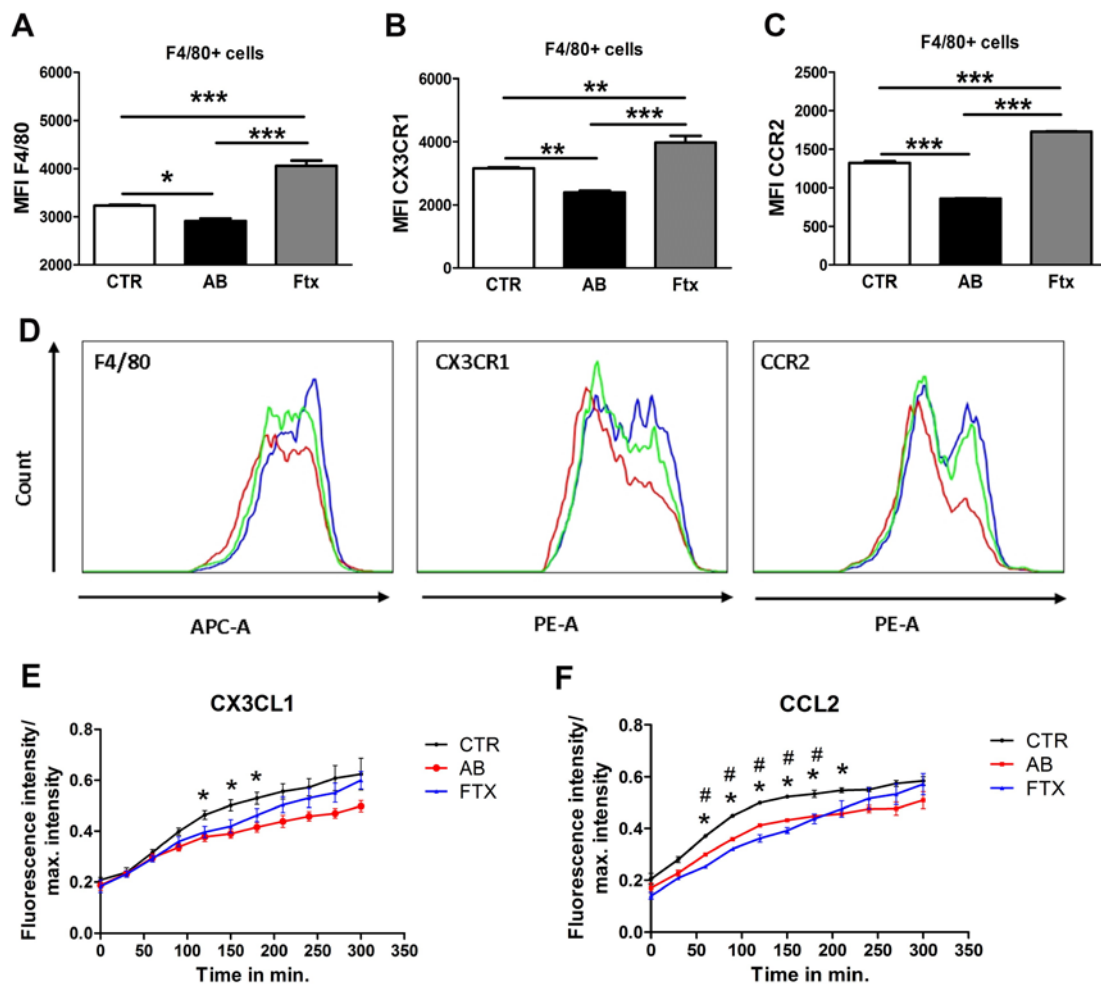 A
F4/80+ cells
MFI F4/80
6000
5000
4000
3000
2000
***
***
*
CTR AB Ftx
B
F4/80+ cells
MFI CX3CR1
6000
4000
2000
0
**
***
**
CTR AB Ftx
C
F4/80+ cells
MFI CCR2
2500
2000
1500
1000
500
0
***
***
***
CTR AB Ftx
D
Count
F4/80
CX3CR1
CCR2
APC-A
PE-A
PE-A
E
CX3CL1
Fluorescence intensity/
max. intensity
0.8
0.6
0.4
0.2
0.0
* * *
CTR
AB
FTX
0 50 100 150 200 250 300 350
Time in min.
F
CCL2
Fluorescence intensity/
max. intensity
0.8
0.6
0.4
0.2
0.0
# # # # #
* * * * * *
CTR
AB
FTX
0 50 100 150 200 250 300 350
Time in min.